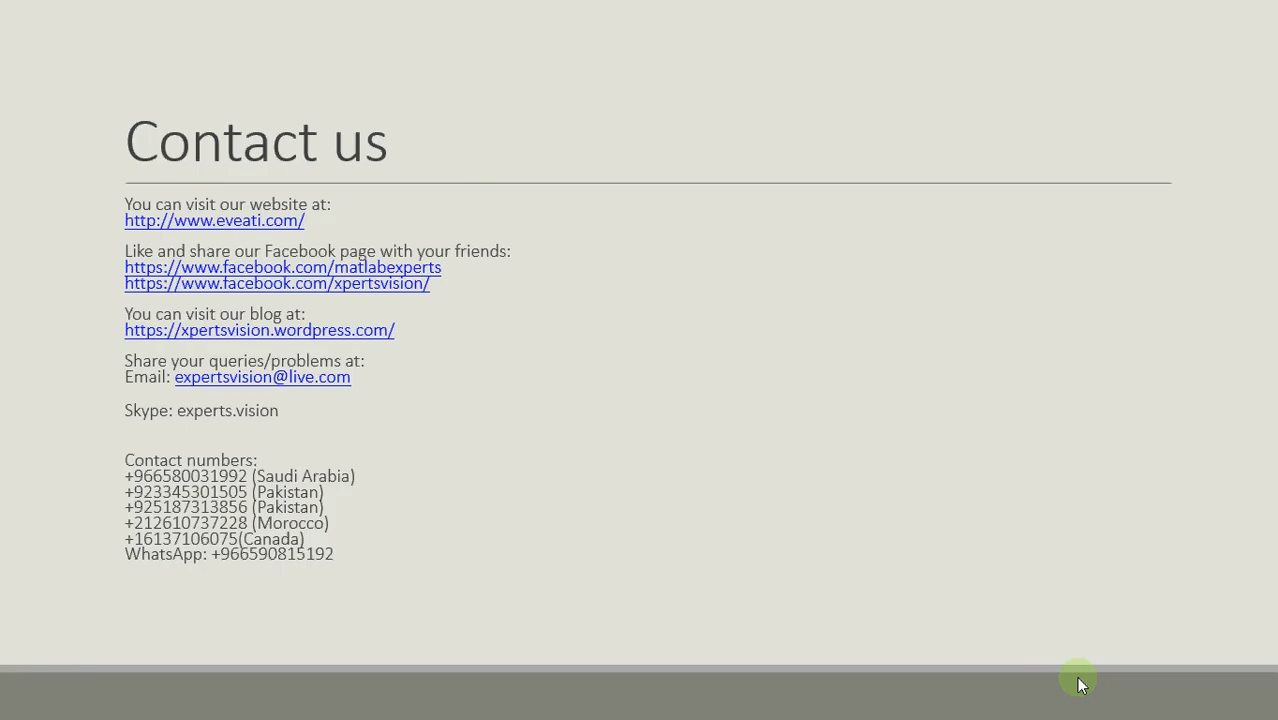 Contact us
You can visit our website at:
http://www.eveati.com/
Like and share our Facebook page with your friends:
https://www.facebook.com/matlabexperts
https://www.facebook.com/xpertsvision/
You can visit our blog at:
https://xpertsvision.wordpress.com/
Share your queries/problems at:
Email: expertsvision@live.com
Skype: experts.vision
Contact numbers:
+966580031992 (Saudi Arabia)
+923345301505 (Pakistan)
+925187313856 (Pakistan)
+212610737228 (Morocco)
+16137106075(Canada)
WhatsApp: +966590815192